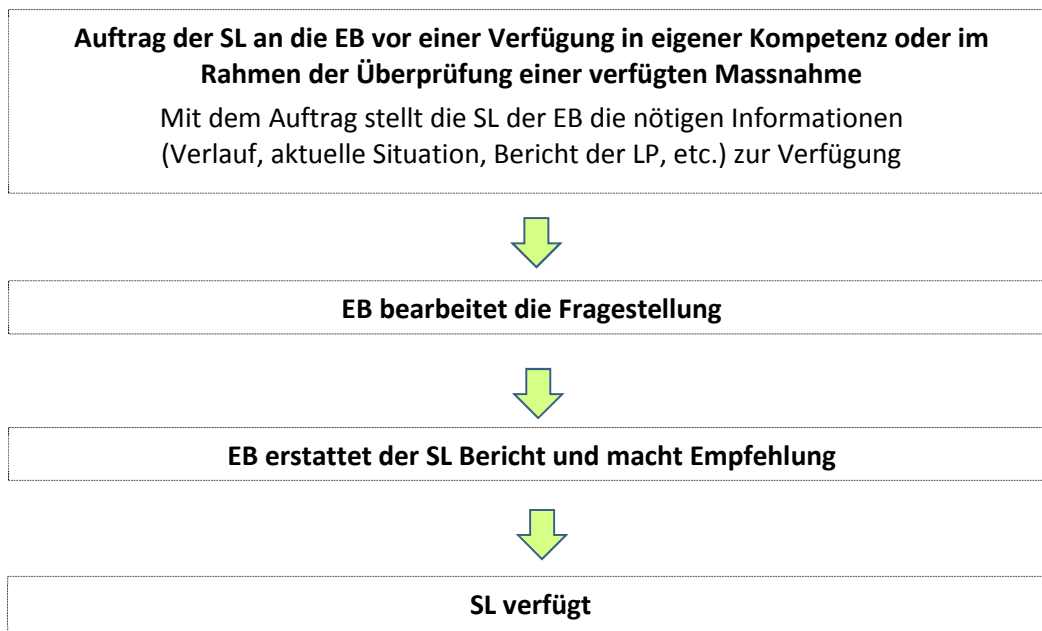 Auftrag der SL an die EB vor einer Verfügung in eigener Kompetenz oder im
Rahmen der Überprüfung einer verfügten Massnahme
Mit dem Auftrag stellt die SL der EB die nötigen Informationen
(Verlauf, aktuelle Situation, Bericht der LP, etc.) zur Verfügung
EB bearbeitet die Fragestellung
EB erstattet der SL Bericht und macht Empfehlung
SL verfügt